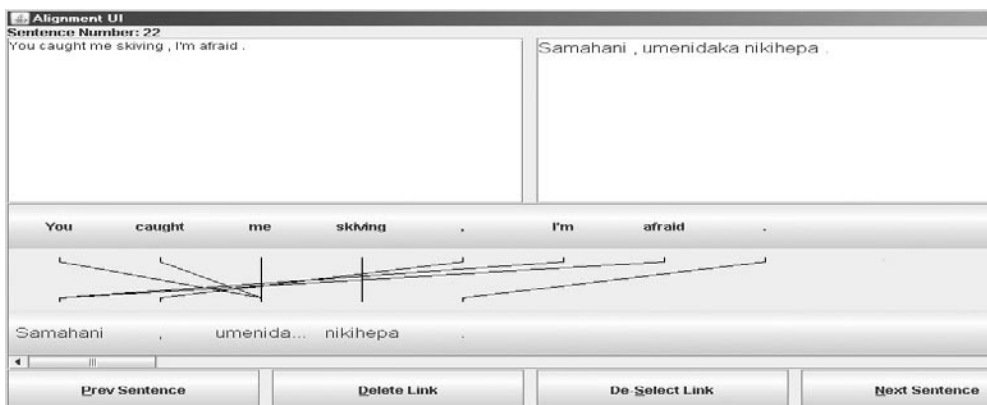 Alignment UI
Sentence Number: 22
You caught me skiving , I'm afraid .
Samahani , umenidaka nikihepa .
You caught me skiving , I'm afraid .
Samahani , umenida... nikihepa .
Prev Sentence Delete Link De-Select Link Next Sentence